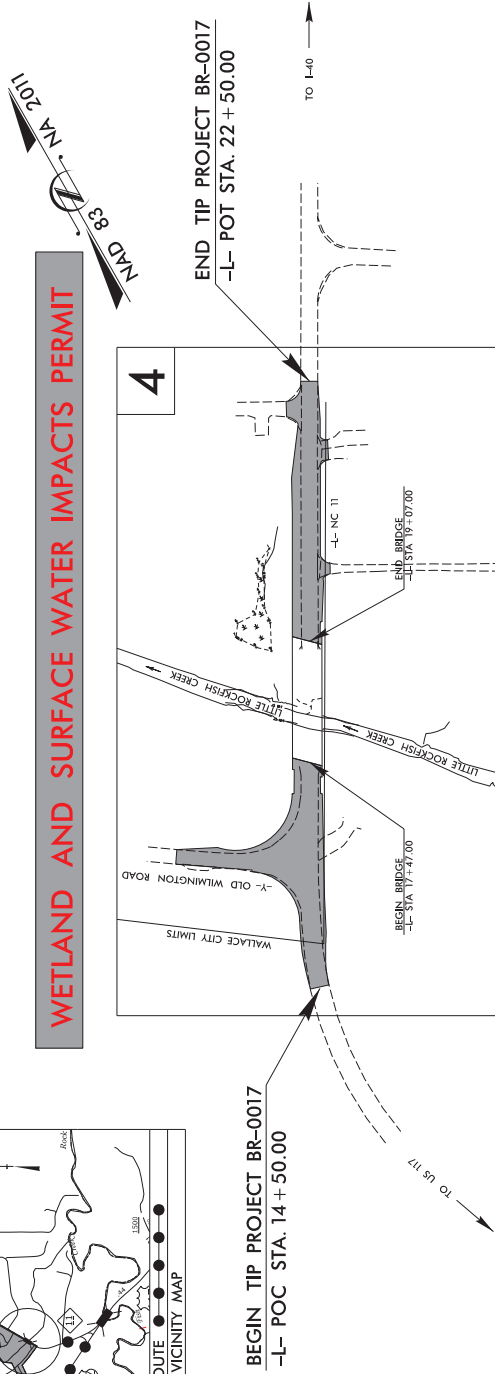 WETLAND AND SURFACE WATER IMPACTS PERMIT
NAD 83
NA 2011
4
BEGIN TIP PROJECT BR-0017
-L- POC STA. 14 + 50.00
END TIP PROJECT BR-0017
-L- POT STA. 22 + 50.00
TO I-40
TO US 117
WALLACE CITY LIMITS
-Y- OLD WILMINGTON ROAD
LITTLE ROCKFISH CREEK
LITTLE ROCKFISH CREEK
-L- NC 11
BEGIN BRIDGE
-L- STA 17 + 47.00
END BRIDGE
-L- STA 19 + 07.00
Rock
Creek
1500
11
VICINITY MAP